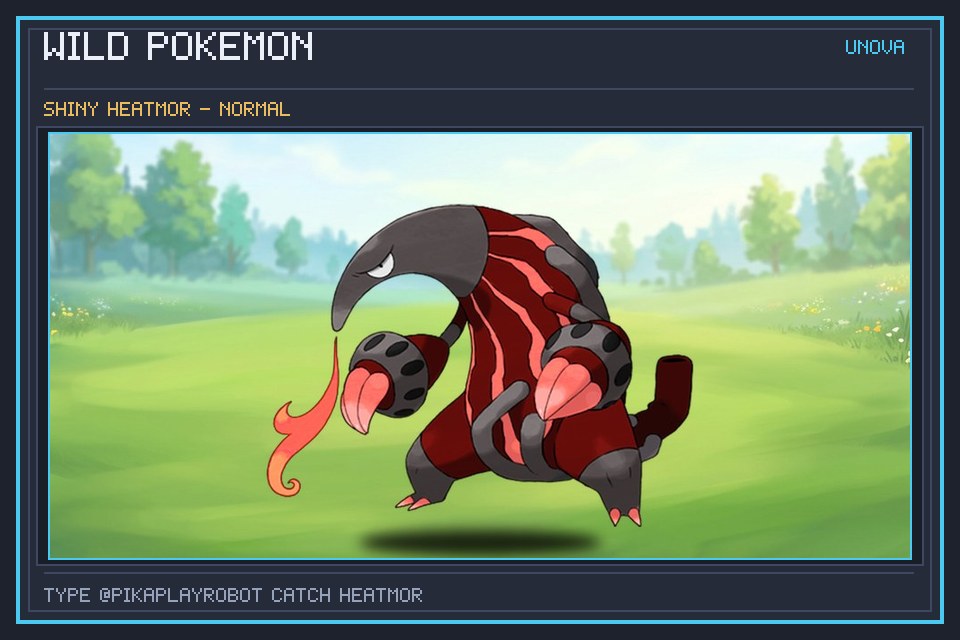 WILD POKEMON
UNOVA
SHINY HEATMOR - NORMAL
TYPE @PIKAPLAYROBOT CATCH HEATMOR